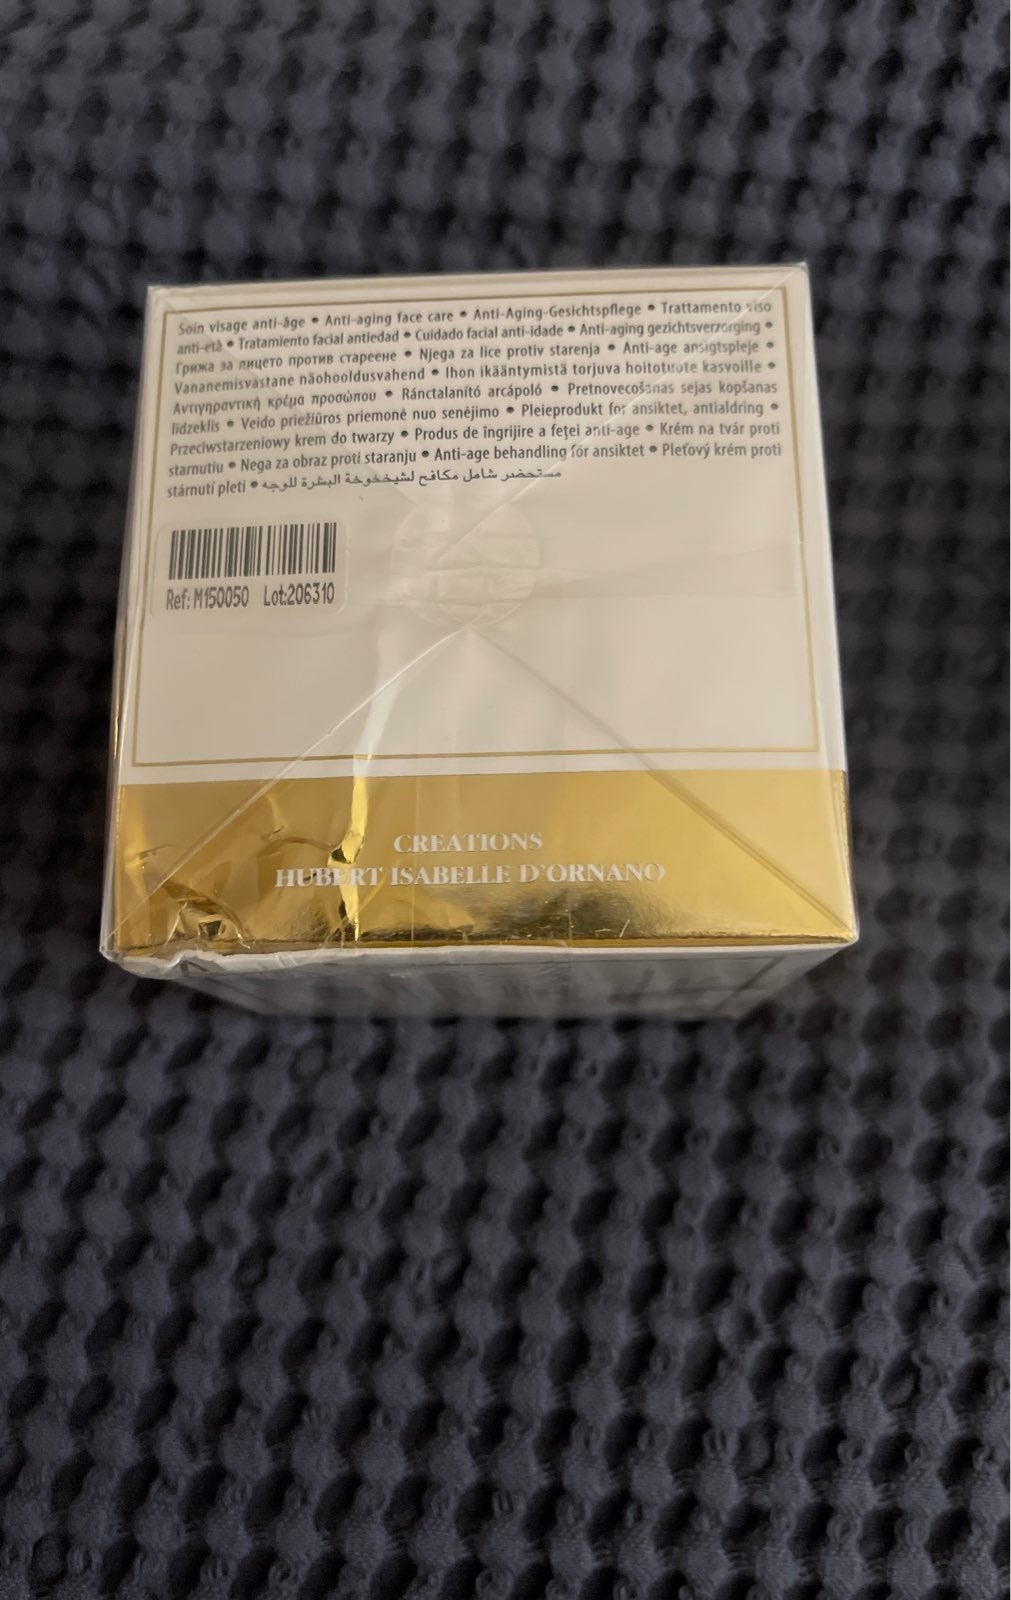 Soin visage anti-âge • Anti-aging face care • Anti-Aging-Gesichtspflege • Trattamento viso
anti-età • Tratamiento facial antiedad • Cuidado facial anti-idade • Anti-aging gezichtsverzorging •
Грижа за лицето против стареене • Njega za lice protiv starenja • Anti-age ansigtspleje •
Vananemisvastane näohooldusvahend • Ihon ikääntymistä torjuva hoitotuote kasvoille •
Αντιγηραντική κρέμα προσώπου • Ránctalanító arcápoló • Pretnovecošanas sejas kopšanas
līdzeklis • Veido priežiūros priemonė nuo senėjimo • Pleieprodukt for ansiktet, antialdring •
Przeciwstarzeniowy krem do twarzy • Produs de îngrijire a feței anti-age • Krém na tvár proti
starnutiu • Nega za obraz proti staranju • Anti-age behandling för ansiktet • Pleťový krém proti
stárnutí pleti • مستحضر شامل مكافح لشيخخوخة البشرة للوجه
Ref: M150050 Lot:206310
CREATIONS
HUBERT ISABELLE D'ORNANO